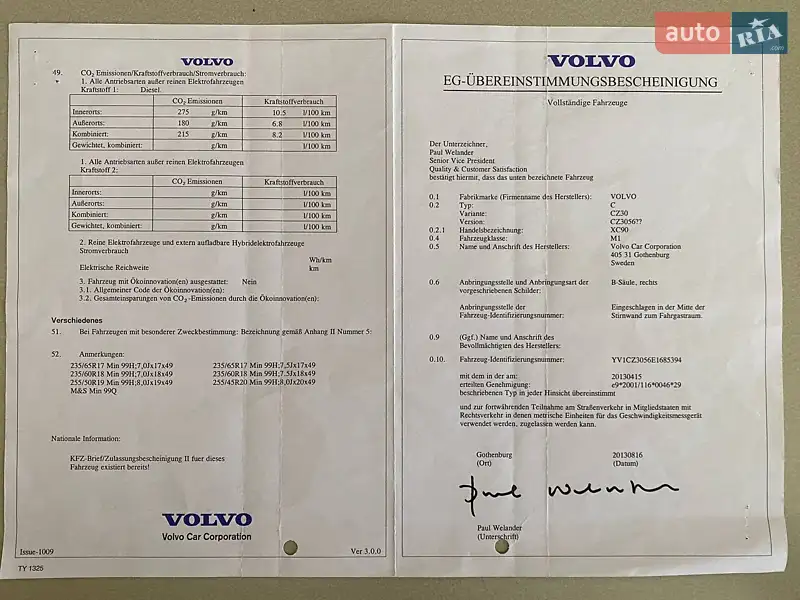 VOLVO
49. CO2 Emissionen/Kraftstoffverbrauch/Stromverbrauch:
1. Alle Antriebsarten außer reinen Elektrofahrzeugen
Kraftstoff 1: Diesel.
CO2 Emissionen Kraftstoffverbrauch
Innerorts: 275 g/km 10.5 l/100 km
Außerorts: 180 g/km 6.8 l/100 km
Kombiniert: 215 g/km 8.2 l/100 km
Gewichtet, kombiniert: g/km l/100 km
1. Alle Antriebsarten außer reinen Elektrofahrzeugen
Kraftstoff 2:
CO2 Emissionen Kraftstoffverbrauch
Innerorts: g/km l/100 km
Außerorts: g/km l/100 km
Kombiniert: g/km l/100 km
Gewichtet, kombiniert: g/km l/100 km
2. Reine Elektrofahrzeuge und extern aufladbare Hybridelektrofahrzeuge
Stromverbrauch Wh/km
Elektrische Reichweite km
3. Fahrzeug mit Ökoinnovation(en) ausgestattet: Nein
3.1. Allgemeiner Code der Ökoinnovation(en):
3.2. Gesamteinsparungen von CO2-Emissionen durch die Ökoinnovation(en):
Verschiedenes
51. Bei Fahrzeugen mit besonderer Zweckbestimmung: Bezeichnung gemäß Anhang II Nummer 5:
52. Anmerkungen:
235/65R17 Min 99H;7,0Jx17x49 235/65R17 Min 99H;7,5Jx17x49
235/60R18 Min 99H;7,0Jx18x49 235/60R18 Min 99H;7.5Jx18x49
255/50R19 Min 99H;8,0Jx19x49 255/45R20 Min 99H;8,0Jx20x49
M&S Min 99Q
Nationale Information:
KFZ-Brief/Zulassungsbescheinigung II fuer dieses
Fahrzeug existiert bereits!
VOLVO
Volvo Car Corporation
Issue-1009 Ver 3.0.0
TY 1325
VOLVO
EG-ÜBEREINSTIMMUNGSBESCHEINIGUNG
Vollständige Fahrzeuge
Der Unterzeichner,
Paul Welander
Senior Vice President
Quality & Customer Satisfaction
bestätigt hiermit, dass das unten bezeichnete Fahrzeug
0.1 Fabrikmarke (Firmenname des Herstellers): VOLVO
0.2 Typ: C
Variante: CZ30
Version: CZ3056??
0.2.1 Handelsbezeichnung: XC90
0.4 Fahrzeugklasse: M1
0.5 Name und Anschrift des Herstellers: Volvo Car Corporation
405 31 Gothenburg
Sweden
0.6 Anbringungsstelle und Anbringungsart der B-Säule, rechts
vorgeschriebenen Schilder:
Anbringungsstelle der Eingeschlagen in der Mitte der
Fahrzeug-Identifizierungsnummer: Stirnwand zum Fahrgastraum.
0.9 (Ggf.) Name und Anschrift des
Bevollmächtigten des Herstellers:
0.10. Fahrzeug-Identifizierungsnummer: YV1CZ3056E1685394
mit dem in der am: 20130415
erteilten Genehmigung: e9*2001/116*0046*29
beschriebenen Typ in jeder Hinsicht übereinstimmt
und zur fortwährenden Teilnahme am Straßenverkehr in Mitgliedstaaten mit
Rechtsverkehr in denen metrische Einheiten für das Geschwindigkeitsmessgerät
verwendet werden, zugelassen werden kann.
Gothenburg 20130816
(Ort) (Datum)
Paul Welander
Paul Welander
(Unterschrift)
auto RIA .com